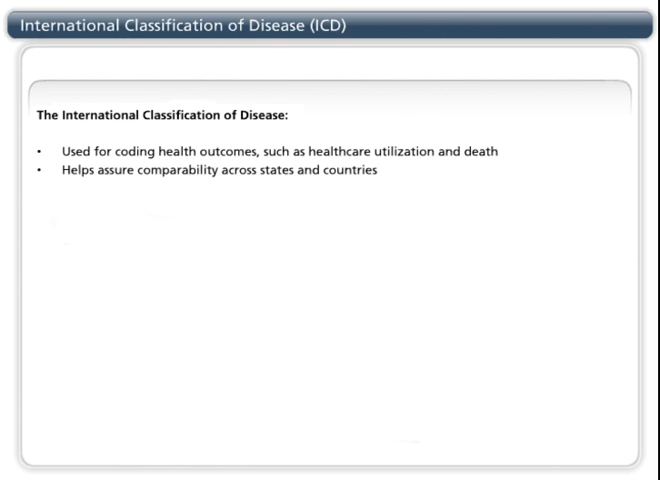 International Classification of Disease (ICD)
The International Classification of Disease:
• Used for coding health outcomes, such as healthcare utilization and death
• Helps assure comparability across states and countries